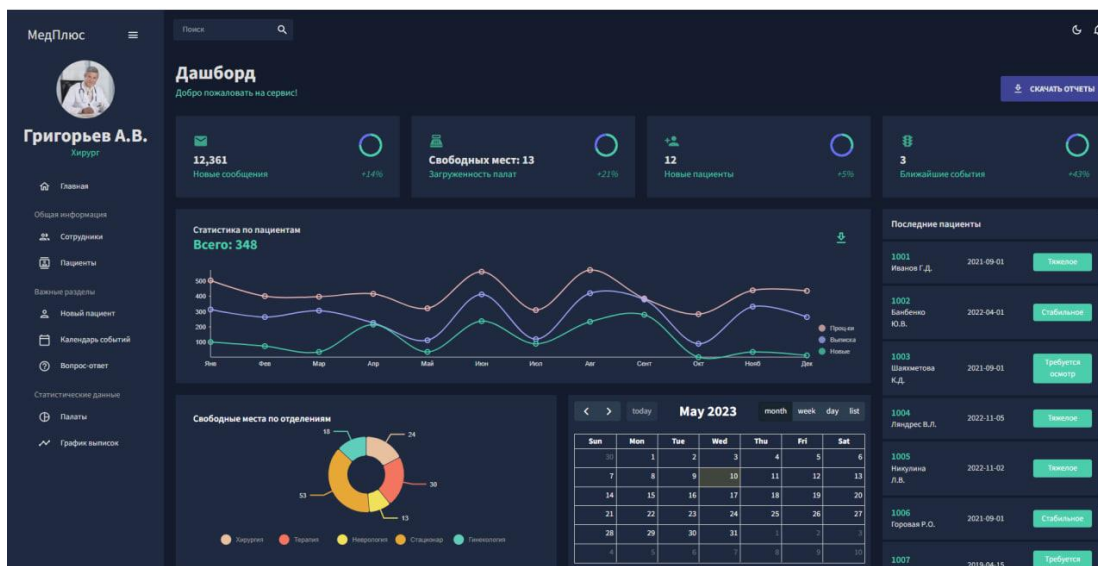 МедПлюс
Григорьев А.В.
Хирург
Главная
Общая информация
Сотрудники
Пациенты
Важные разделы
Новый пациент
Календарь событий
Вопрос-ответ
Статистические данные
Палаты
График выписок
Поиск
Дашборд
Добро пожаловать на сервис!
СКАЧАТЬ ОТЧЕТЫ
12,361
Новые сообщения
+14%
Свободных мест: 13
Загруженность палат
+21%
12
Новые пациенты
+5%
3
Ближайшие события
+43%
Статистика по пациентам
Всего: 348
500
400
300
200
100
Янв Фев Мар Апр Май Июн Июл Авг Сент Окт Нояб Дек
Проц-ки
Выписка
Новые
Последние пациенты
1001
Иванов Г.Д.
2021-09-01
Тяжелое
1002
Банбенко
Ю.В.
2022-04-01
Стабильное
1003
Шаяхметова
К.Д.
2021-09-01
Требуется
осмотр
1004
Ляндрес В.Л.
2022-11-05
Тяжелое
1005
Никулина
Л.В.
2022-11-02
Тяжелое
1006
Горовая Р.О.
2021-09-01
Стабильное
1007
2019-04-15
Требуется
Свободные места по отделениям
18
24
30
13
53
Хирургия Терапия Неврология Стационар Гинекология
today
May 2023
month week day list
Sun Mon Tue Wed Thu Fri Sat
30 1 2 3 4 5 6
7 8 9 10 11 12 13
14 15 16 17 18 19 20
21 22 23 24 25 26 27
28 29 30 31 1 2 3
4 5 6 7 8 9 10